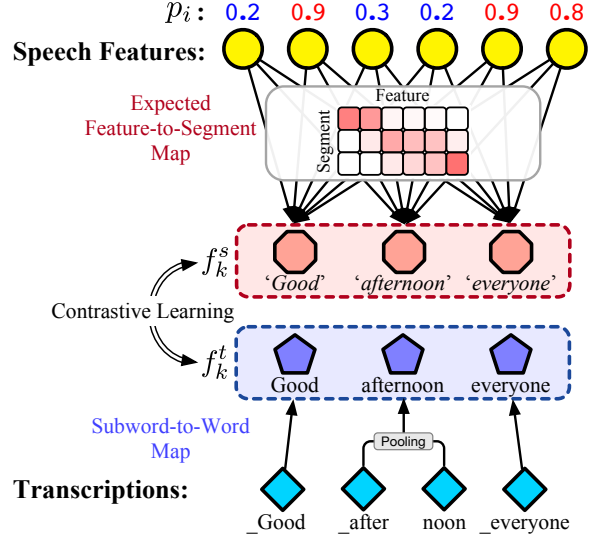 p_i : 0.2 0.9 0.3 0.2 0.9 0.8
Speech Features:
Feature
Segment
Expected
Feature-to-Segment
Map
f_k^s
‘Good’ ‘afternoon’ ‘everyone’
Contrastive Learning
f_k^t
Good afternoon everyone
Subword-to-Word
Map
Pooling
Transcriptions:
_Good _after noon _everyone